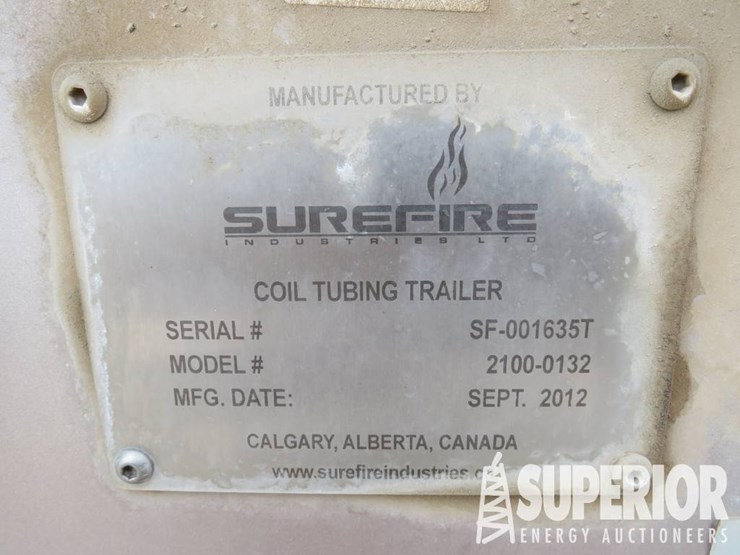 MANUFACTURED BY
SUREFIRE
INDUSTRIES LTD
COIL TUBING TRAILER
SERIAL # SF-001635T
MODEL # 2100-0132
MFG. DATE: SEPT. 2012
CALGARY, ALBERTA, CANADA
SUPERIOR
ENERGY AUCTIONEERS